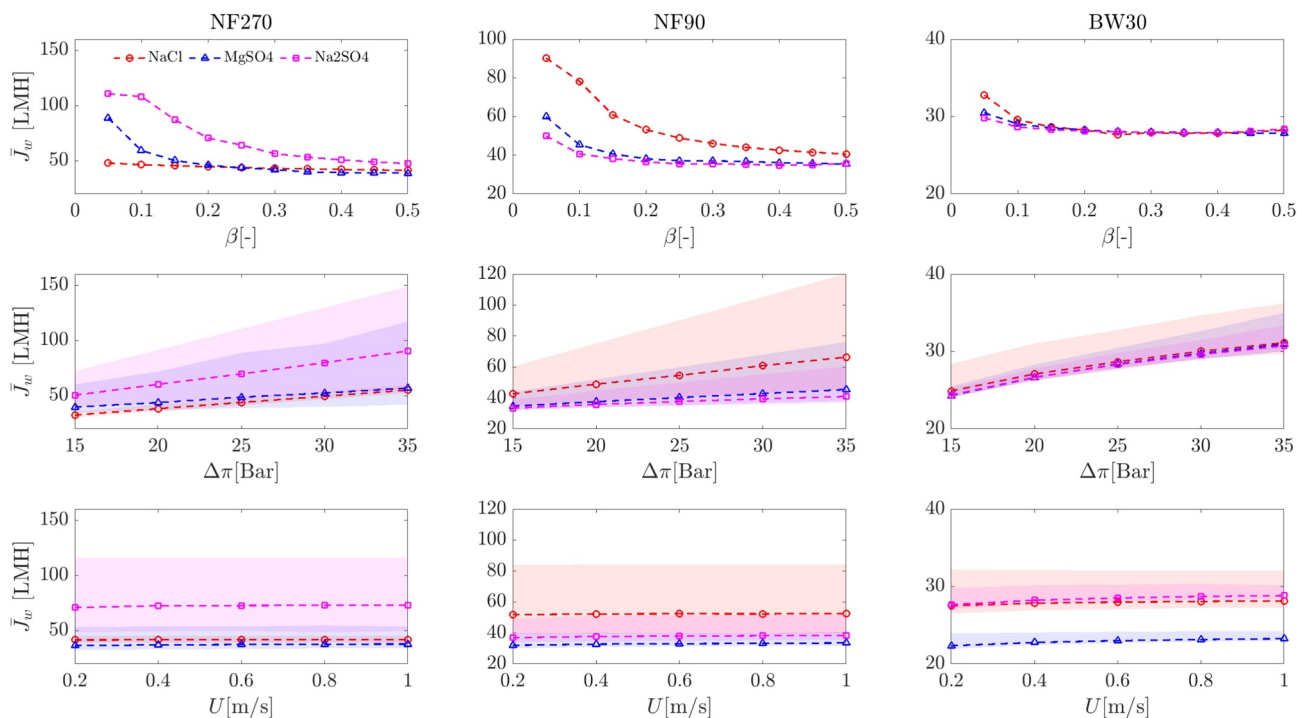 NF270 NF90 BW30
150 100 40
NaCl MgSO4 Na2SO4
80
100 60 30
50 40
20 20
0 0.1 0.2 0.3 0.4 0.5 0 0.1 0.2 0.3 0.4 0.5 0 0.1 0.2 0.3 0.4 0.5
J̄w [LMH] J̄w [LMH] J̄w [LMH]
β[-] β[-] β[-]
150 120 40
100
100 80 30
60
50 40
20 20
15 20 25 30 35 15 20 25 30 35 15 20 25 30 35
J̄w [LMH] J̄w [LMH] J̄w [LMH]
Δπ[Bar] Δπ[Bar] Δπ[Bar]
150 120 40
100
100 80 30
60
50 40
20 20
0.2 0.4 0.6 0.8 1 0.2 0.4 0.6 0.8 1 0.2 0.4 0.6 0.8 1
J̄w [LMH] J̄w [LMH] J̄w [LMH]
U[m/s] U[m/s] U[m/s]